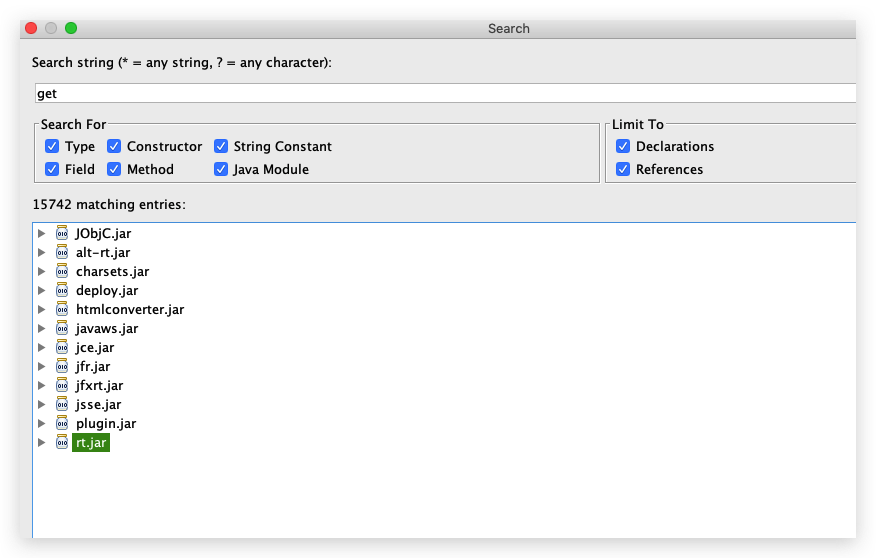 Search
Search string (* = any string, ? = any character):
get
Search For
Limit To
Type Constructor String Constant
Declarations
Field Method Java Module
References
15742 matching entries:
JObjC.jar
alt-rt.jar
charsets.jar
deploy.jar
htmlconverter.jar
javaws.jar
jce.jar
jfr.jar
jfxrt.jar
jsse.jar
plugin.jar
rt.jar